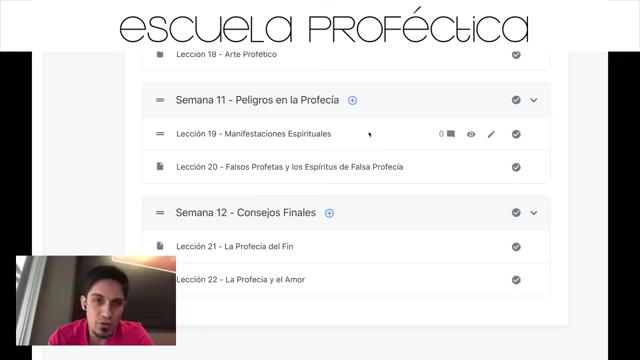 escuela proféctica
Lección 18 - Arte Profético
Semana 11 - Peligros en la Profecía
Lección 19 - Manifestaciones Espirituales
0
Lección 20 - Falsos Profetas y los Espíritus de Falsa Profecía
Semana 12 - Consejos Finales
Lección 21 - La Profecía del Fin
Lección 22 - La Profecía y el Amor